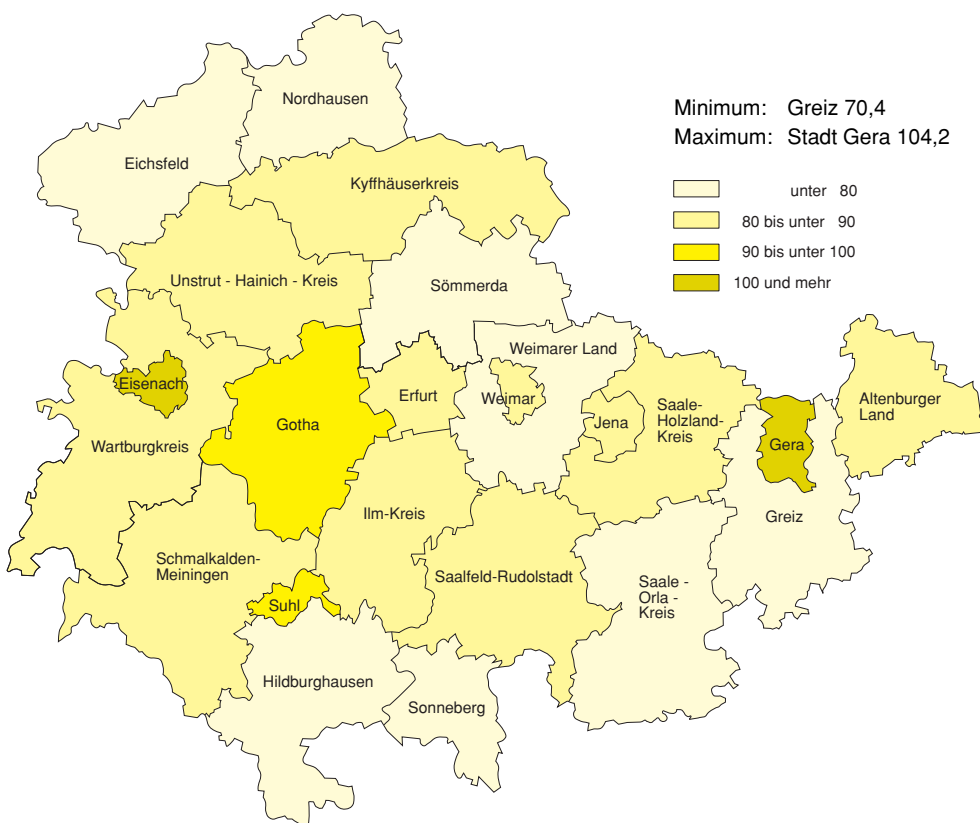 Minimum: Greiz 70,4
Maximum: Stadt Gera 104,2
unter 80
80 bis unter 90
90 bis unter 100
100 und mehr
Nordhausen
Eichsfeld
Kyffhäuserkreis
Unstrut - Hainich - Kreis
Sömmerda
Weimarer Land
Eisenach
Erfurt
Weimar
Gotha
Jena
Saale-
Holzland-
Kreis
Altenburger
Land
Gera
Wartburgkreis
Greiz
Ilm-Kreis
Schmalkalden-
Meiningen
Saalfeld-Rudolstadt
Saale -
Orla -
Kreis
Suhl
Hildburghausen
Sonneberg